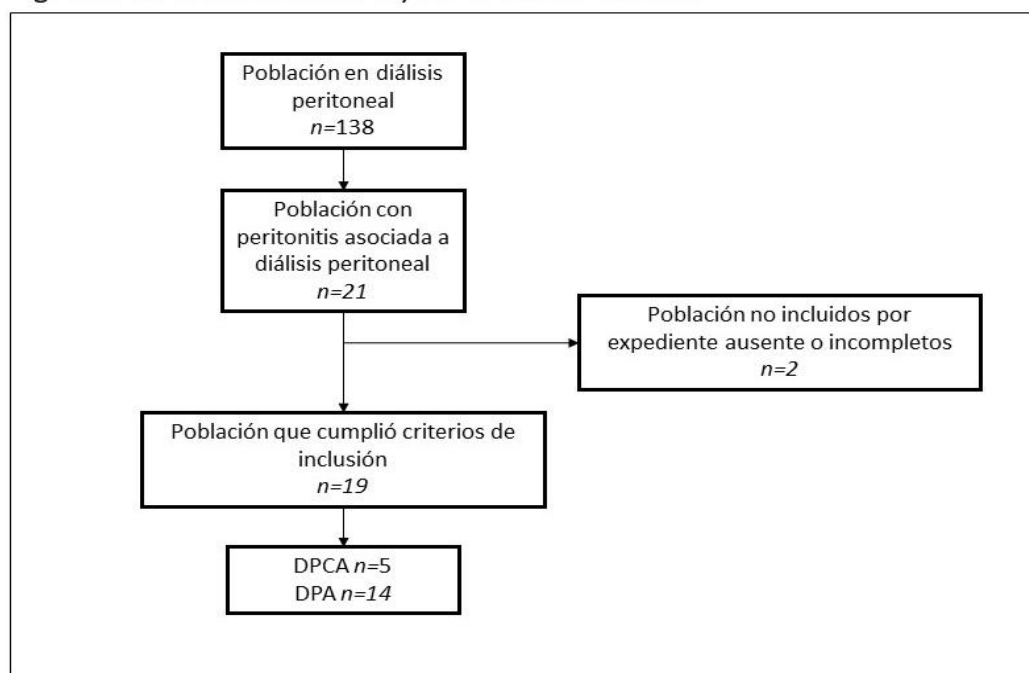 Población en diálisis
peritoneal
n=138
Población con
peritonitis asociada a
diálisis peritoneal
n=21
Población no incluidos por
expediente ausente o incompletos
n=2
Población que cumplió criterios de
inclusión
n=19
DPCA n=5
DPA n=14